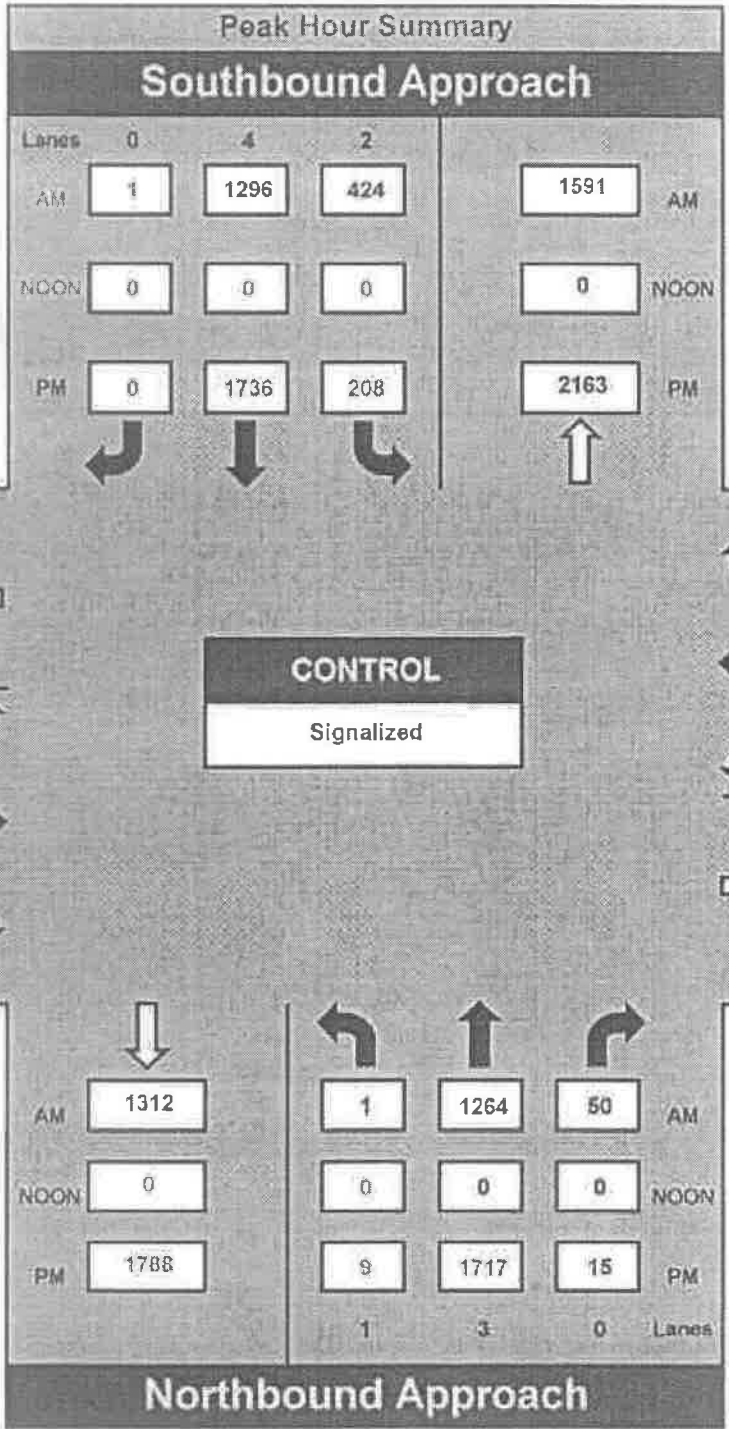 Peak Hour Summary
Southbound Approach
Lanes 0 4 2
AM 1 1296 424 1591 AM
NOON 0 0 0 0 NOON
PM 0 1736 208 2163 PM
CONTROL
Signalized
AM 1312 1 1264 50 AM
NOON 0 0 0 0 NOON
PM 1788 9 1717 15 PM
1 3 0 Lanes
Northbound Approach